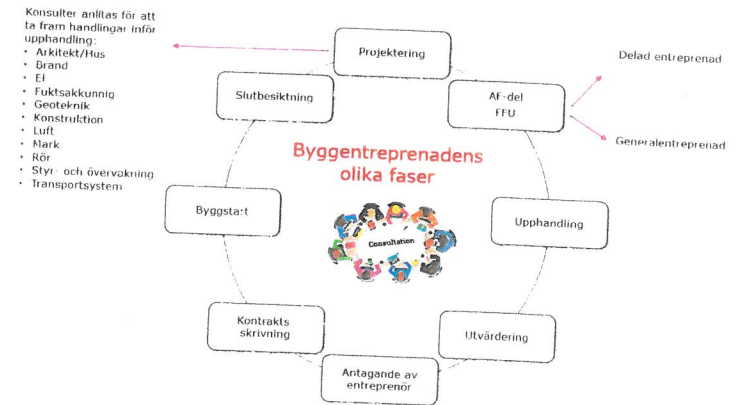 Konsulter anlitas för att
ta fram handlingar inför
upphandling:
• Arkitekt/Hus
• Brand
• El
• Fuktsakkunnig
• Geoteknik
• Konstruktion
• Luft
• Mark
• Rör
• Styr- och övervakning
• Transportsystem
Projektering
AF-del
FFU
Delad entreprenad
Generalentreprenad
Slutbesiktning
Byggentreprenadens
olika faser
Byggstart
Consultation
Upphandling
Kontrakts
skrivning
Utvärdering
Antagande av
entreprenör